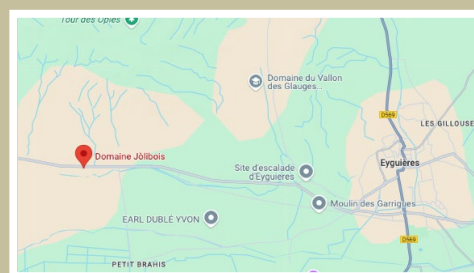 Tour des Opies
Domaine du Vallon
des Glauges...
D569
LES GILLOUSE
Domaine Jòlibois
Eyguières
Site d'escalade
d'Eyguieres
Moulin des Garrigues
EARL DUBLÉ YVON
D569
PETIT BRAHIS